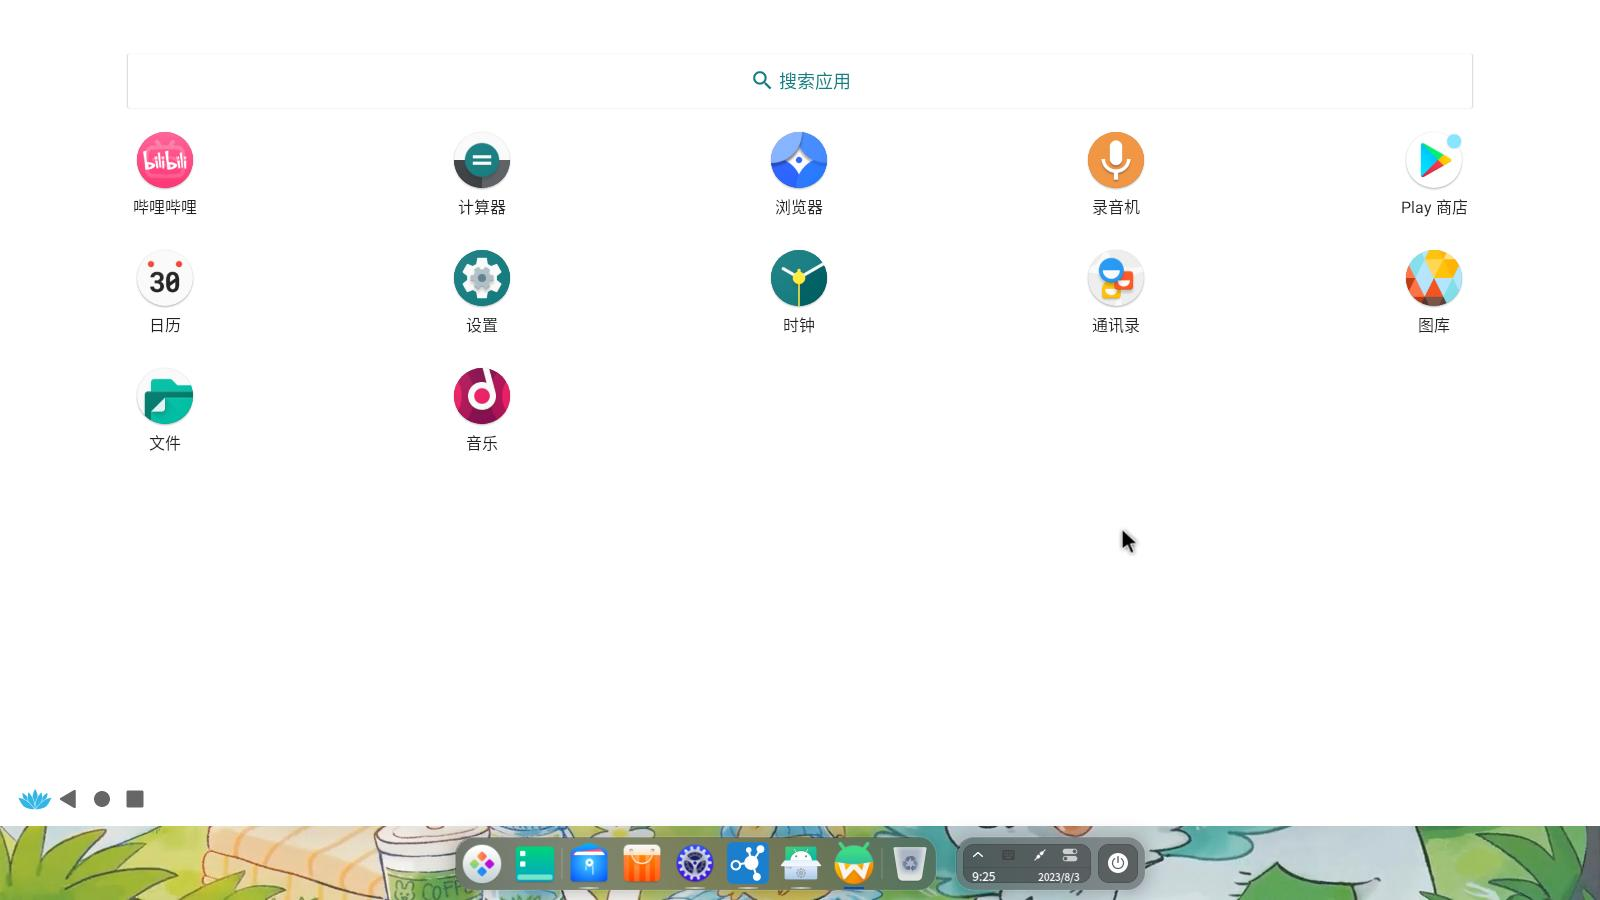 搜索应用
bilibili
哔哩哔哩
计算器
浏览器
录音机
Play 商店
30
日历
设置
时钟
通讯录
图库
文件
音乐
9:25
2023/8/3